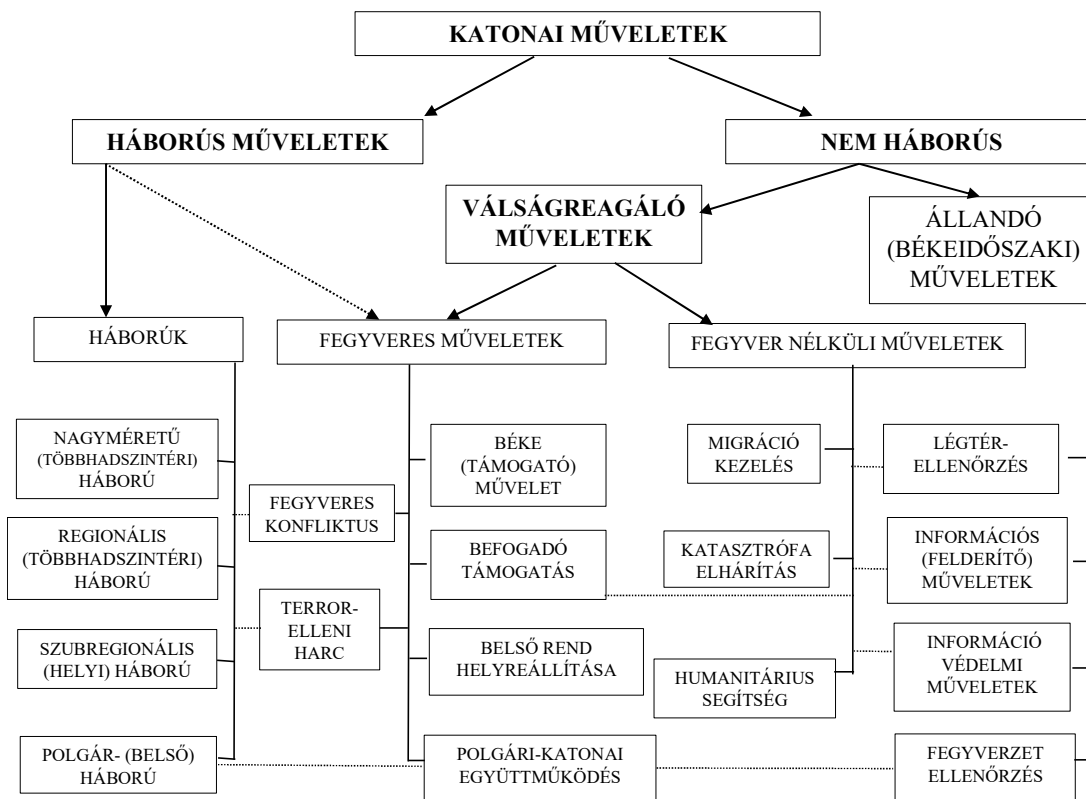 KATONAI MŰVELETEK
HÁBORÚS MŰVELETEK
NEM HÁBORÚS
VÁLSÁGREAGÁLÓ
MŰVELETEK
ÁLLANDÓ
(BÉKEIDŐSZAKI)
MŰVELETEK
HÁBORÚK
FEGYVERES MŰVELETEK
FEGYVER NÉLKÜLI MŰVELETEK
NAGYMÉRETŰ
(TÖBBHADSZINTÉRI)
HÁBORÚ
FEGYVERES
KONFLIKTUS
BÉKE
(TÁMOGATÓ)
MŰVELET
MIGRÁCIÓ
KEZELÉS
LÉGTÉR-
ELLENŐRZÉS
REGIONÁLIS
(TÖBBHADSZINTÉRI)
HÁBORÚ
BEFOGADÓ
TÁMOGATÁS
KATASZTRÓFA
ELHÁRÍTÁS
INFORMÁCIÓS
(FELDERÍTŐ)
MŰVELETEK
SZUBREGIONÁLIS
(HELYI) HÁBORÚ
TERROR-
ELLENI
HARC
BELSŐ REND
HELYREÁLLÍTÁSA
HUMANITÁRIUS
SEGÍTSÉG
INFORMÁCIÓ
VÉDELMI
MŰVELETEK
POLGÁR- (BELSŐ)
HÁBORÚ
POLGÁRI-KATONAI
EGYÜTTMŰKÖDÉS
FEGYVERZET
ELLENŐRZÉS